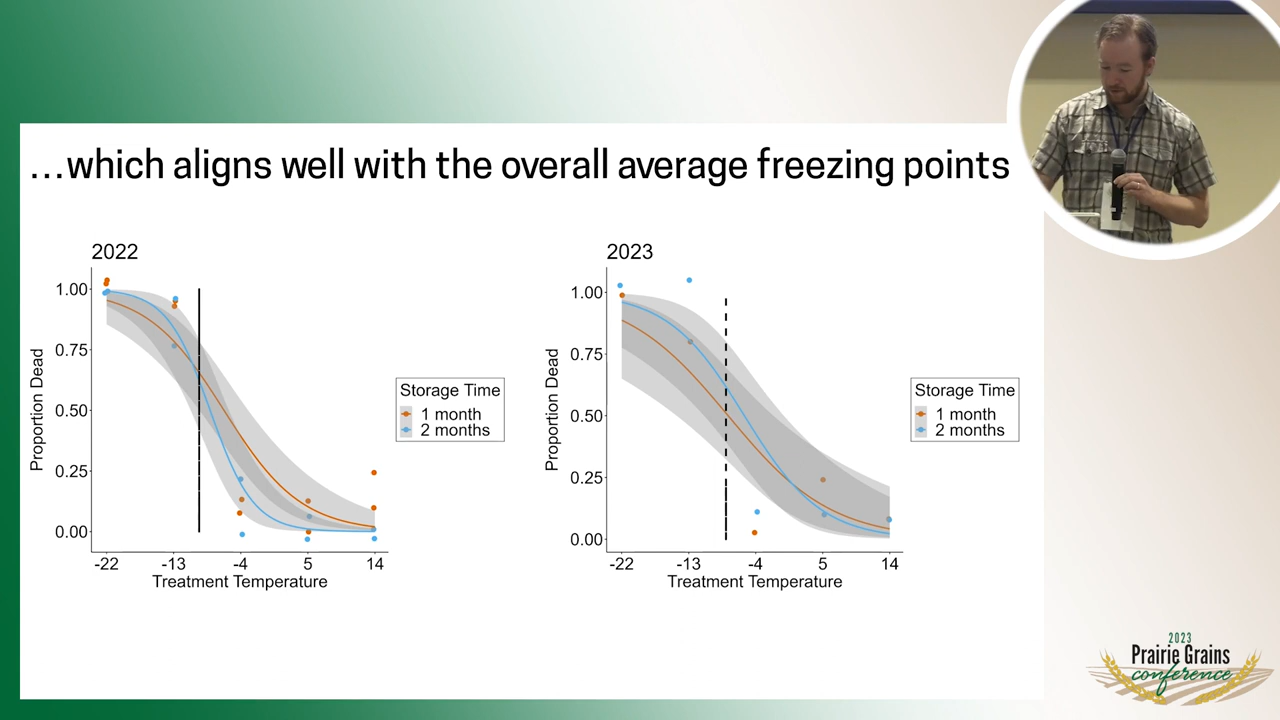 …which aligns well with the overall average freezing points
2022
1.00
0.75
0.50
0.25
0.00
Proportion Dead
-22 -13 -4 5 14
Treatment Temperature
Storage Time
1 month
2 months
2023
1.00
0.75
0.50
0.25
0.00
Proportion Dead
-22 -13 -4 5 14
Treatment Temperature
Storage Time
1 month
2 months
2023
Prairie Grains
conference